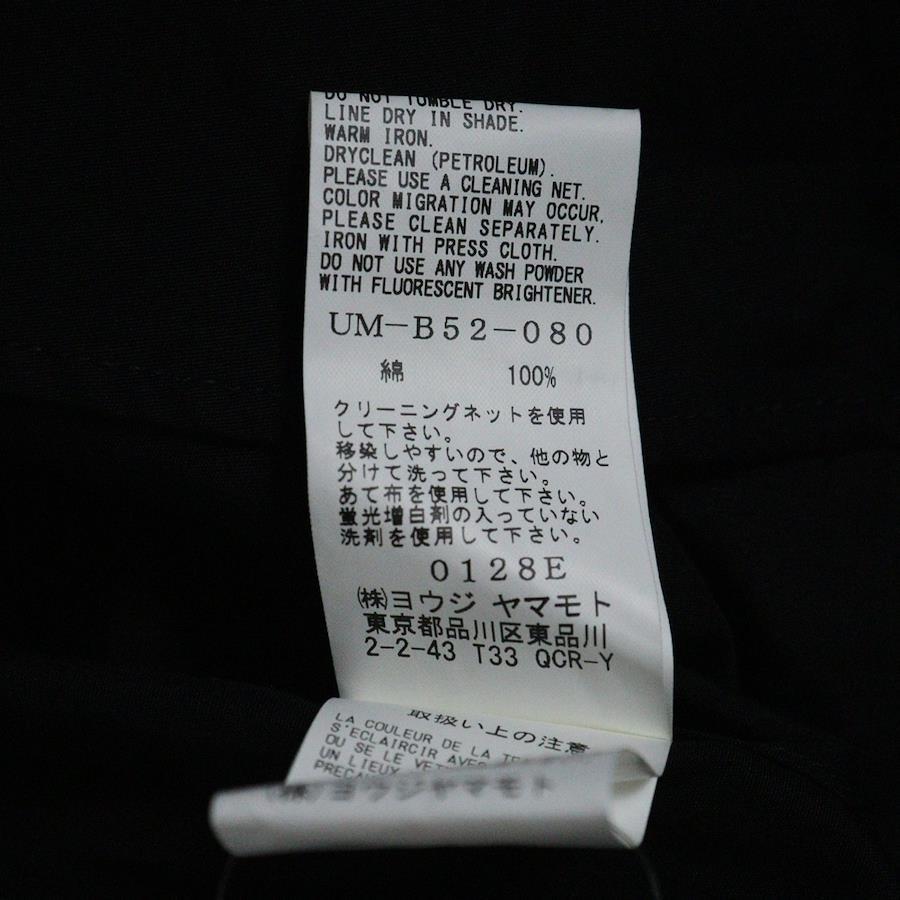 DO NOT TUMBLE DRY.
LINE DRY IN SHADE.
WARM IRON.
DRYCLEAN (PETROLEUM).
PLEASE USE A CLEANING NET.
COLOR MIGRATION MAY OCCUR,
PLEASE CLEAN SEPARATELY.
IRON WITH PRESS CLOTH.
DO NOT USE ANY WASH POWDER
WITH FLUORESCENT BRIGHTENER.
UM-B52-080
綿 100%
クリーニングネットを使用
して下さい。
移染しやすいので、他の物と
分けて洗って下さい。
あて布を使用して下さい。
蛍光増白剤の入っていない
洗剤を使用して下さい。
0128E
㈱ヨウジ ヤマモト
東京都品川区東品川
2-2-43 T33 QCR-Y
取扱い上の注意
LA COULEUR DE LA
S'ECLAIRCIR
OU SE LE
UN LIEU
㈱ヨウジヤマモト